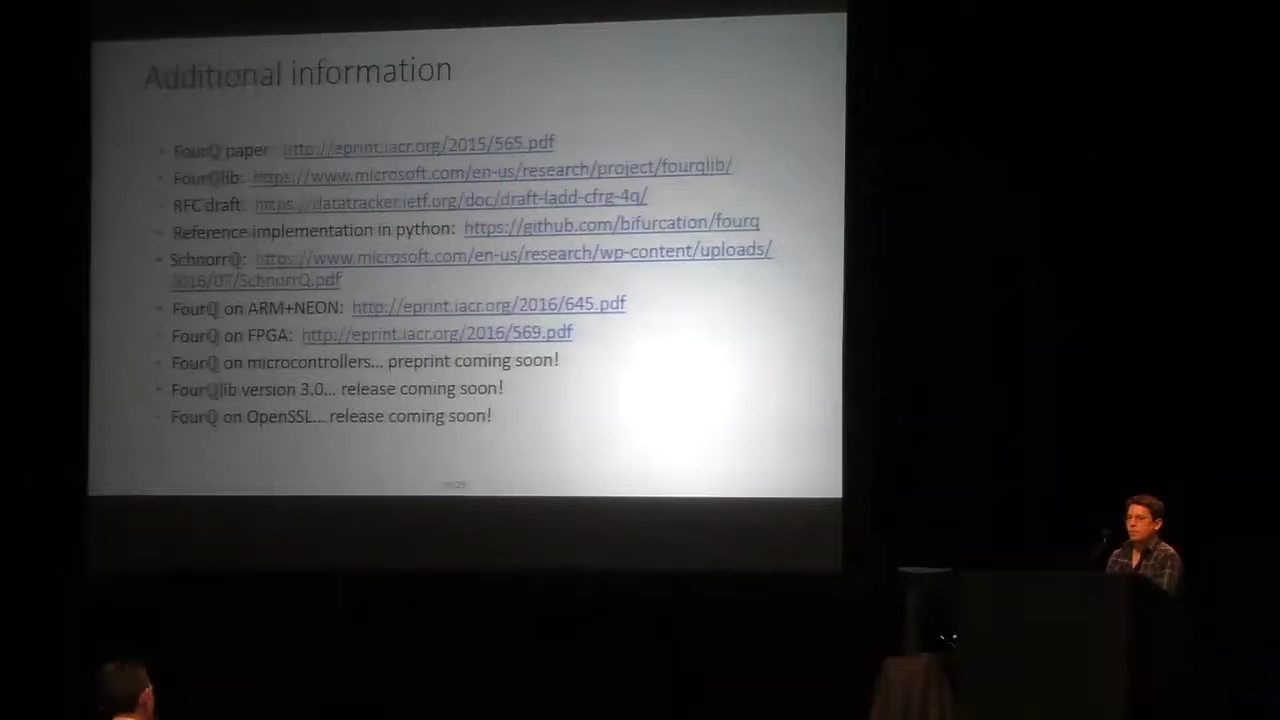 Additional information
FourQ paper: http://eprint.iacr.org/2015/565.pdf
FourQlib: https://www.microsoft.com/en-us/research/project/fourqlib/
RFC draft: https://datatracker.ietf.org/doc/draft-ladd-cfrg-4q/
Reference implementation in python: https://github.com/bifurcation/fourq
SchnorrQ: https://www.microsoft.com/en-us/research/wp-content/uploads/
2016/07/SchnorrQ.pdf
FourQ on ARM+NEON: http://eprint.iacr.org/2016/645.pdf
FourQ on FPGA: http://eprint.iacr.org/2016/569.pdf
FourQ on microcontrollers... preprint coming soon!
FourQlib version 3.0... release coming soon!
FourQ on OpenSSL... release coming soon!